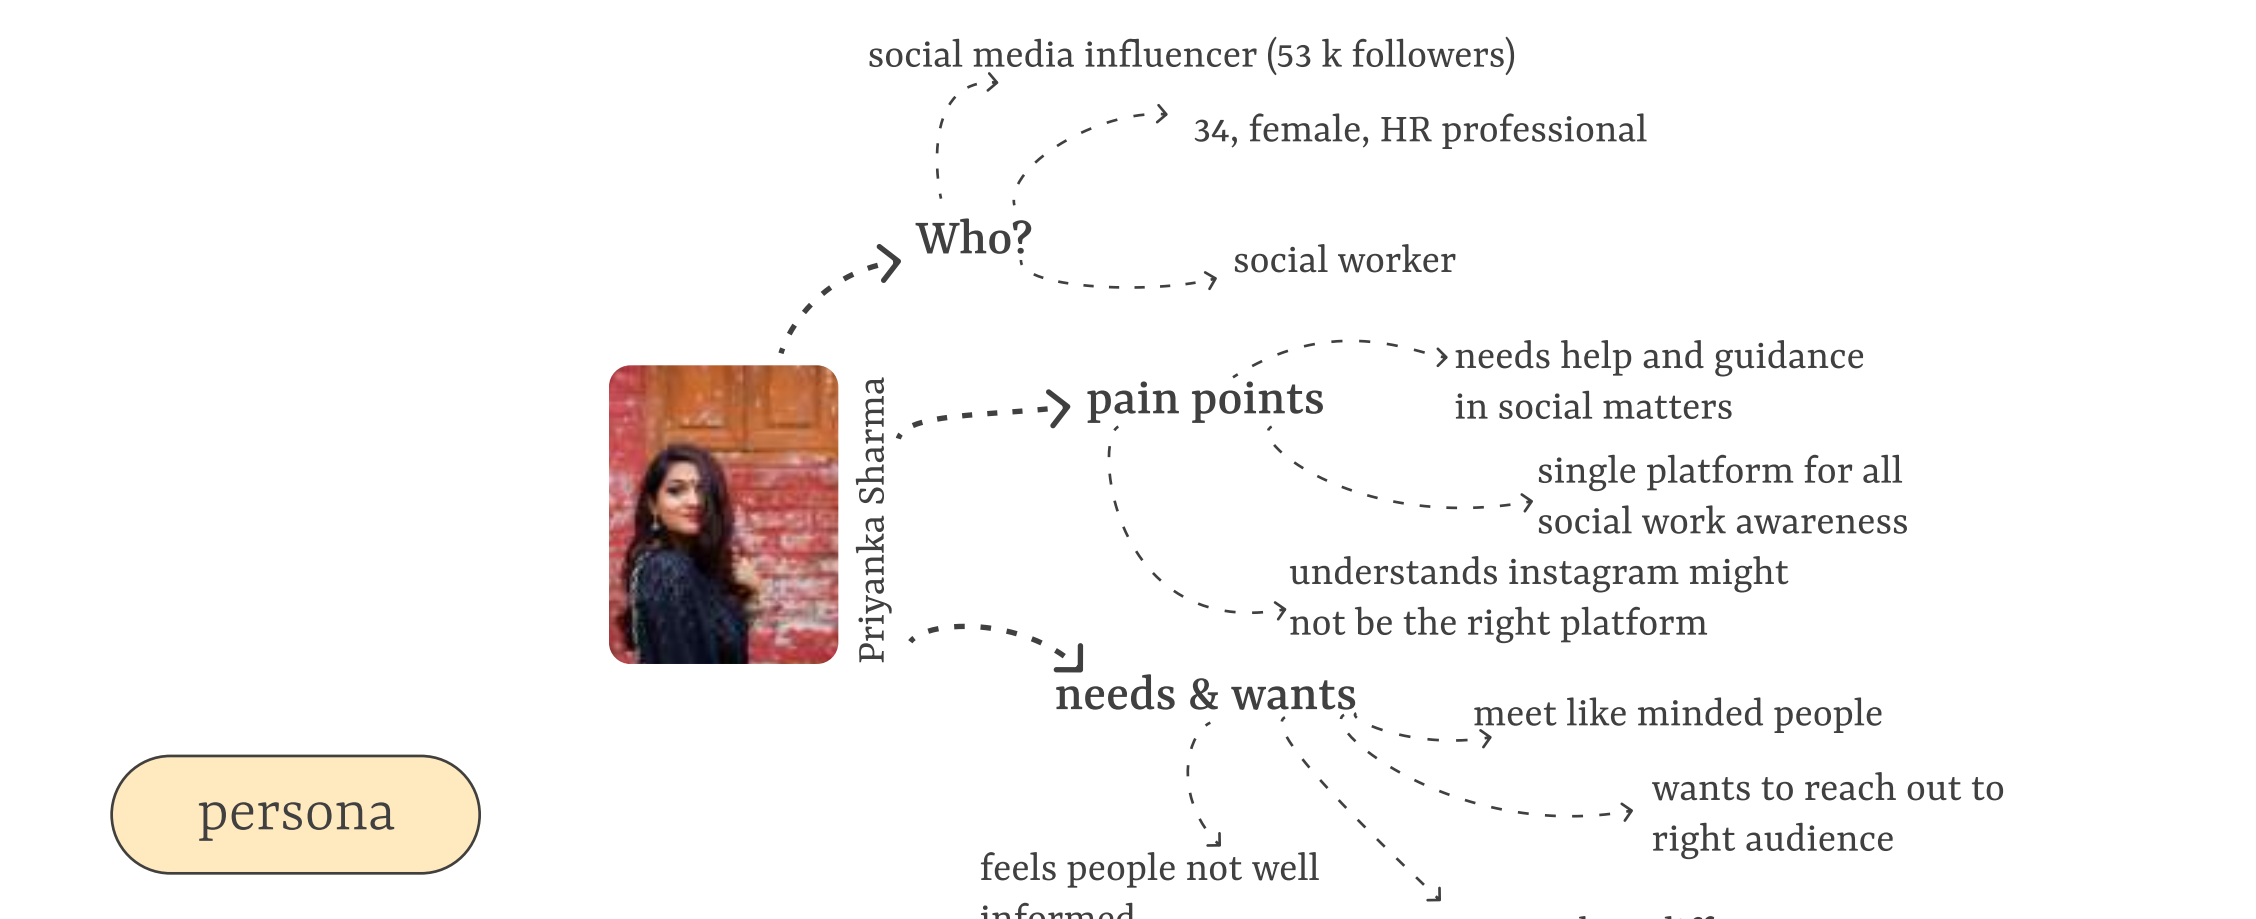 social media influencer (53 k followers)
34, female, HR professional
Who?
social worker
needs help and guidance
in social matters
pain points
single platform for all
social work awareness
understands instagram might
not be the right platform
Priyanka Sharma
needs & wants
meet like minded people
wants to reach out to
right audience
persona
feels people not well
informed